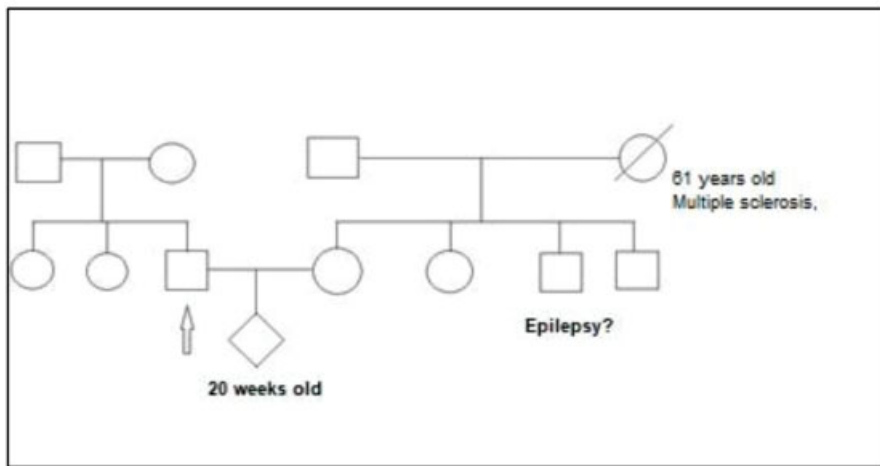 61 years old
Multiple sclerosis,
Epilepsy?
20 weeks old